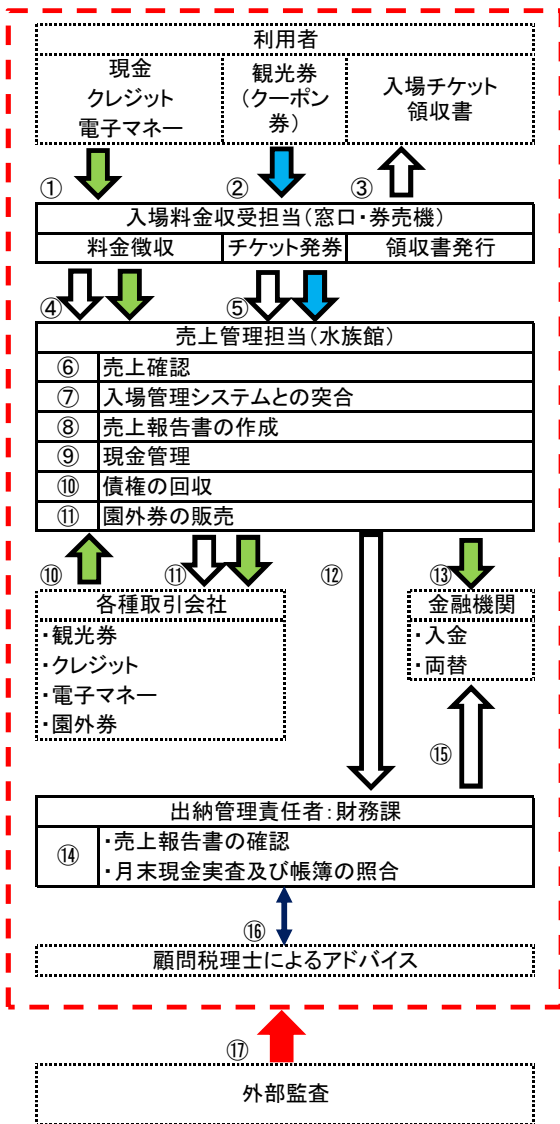 利用者
現金
クレジット
電子マネー
観光券
(クーポン
券)
入場チケット
領収書
① ② ③
入場料金収受担当(窓口・券売機)
料金徴収 チケット発券 領収書発行
④ ⑤
売上管理担当(水族館)
⑥ 売上確認
⑦ 入場管理システムとの突合
⑧ 売上報告書の作成
⑨ 現金管理
⑩ 債権の回収
⑪ 園外券の販売
⑩ ⑪ ⑫ ⑬
各種取引会社
・観光券
・クレジット
・電子マネー
・園外券
金融機関
・入金
・両替
⑮
出納管理責任者:財務課
⑭
・売上報告書の確認
・月末現金実査及び帳簿の照合
⑯
顧問税理士によるアドバイス
⑰
外部監査